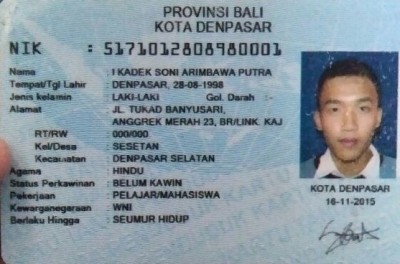 PROVINSI BALI
KOTA DENPASAR
NIK : 5171012808980001
Nama : I KADEK SONI ARIMBAWA PUTRA
Tempat/Tgl Lahir : DENPASAR, 28-08-1998
Jenis kelamin : LAKI-LAKI Gol. Darah :-
Alamat : JL. TUKAD BANYUSARI,
ANGGREK MERAH 23, BR/LINK. KAJ
RT/RW : 000/000
Kel/Desa : SESETAN
Kecamatan : DENPASAR SELATAN
Agama : HINDU
Status Perkawinan : BELUM KAWIN
Pekerjaan : PELAJAR/MAHASISWA
Kewarganegaraan : WNI
Berlaku Hingga : SEUMUR HIDUP
KOTA DENPASAR
16-11-2015